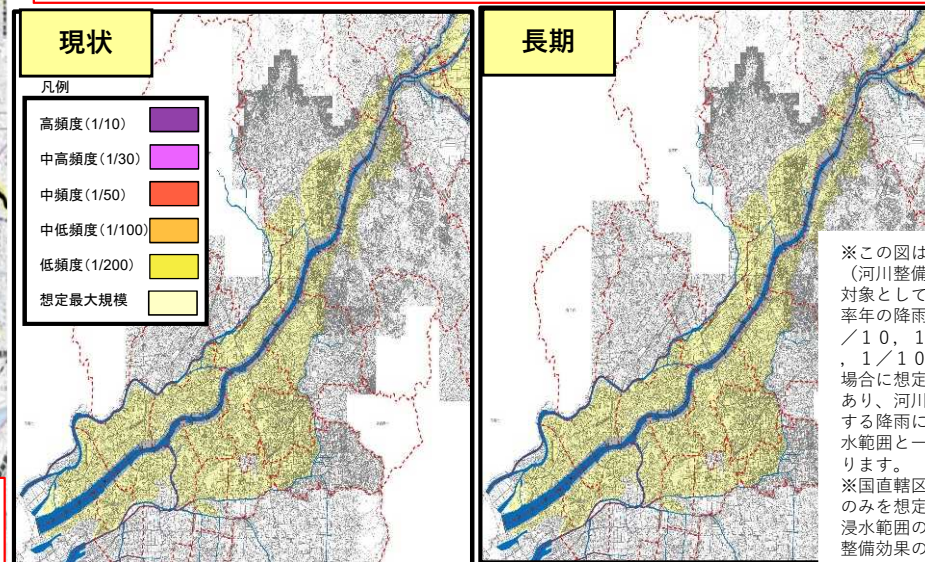 現状
凡例
高頻度(1/10)
中高頻度(1/30)
中頻度(1/50)
中低頻度(1/100)
低頻度(1/200)
想定最大規模
長期
※この図は
（河川整備
対象として
率年の降雨
／１０，１
，１／１０
場合に想定
あり、河川
する降雨に
水範囲と一
ります。
※国直轄区
のみを想定
浸水範囲の
整備効果の